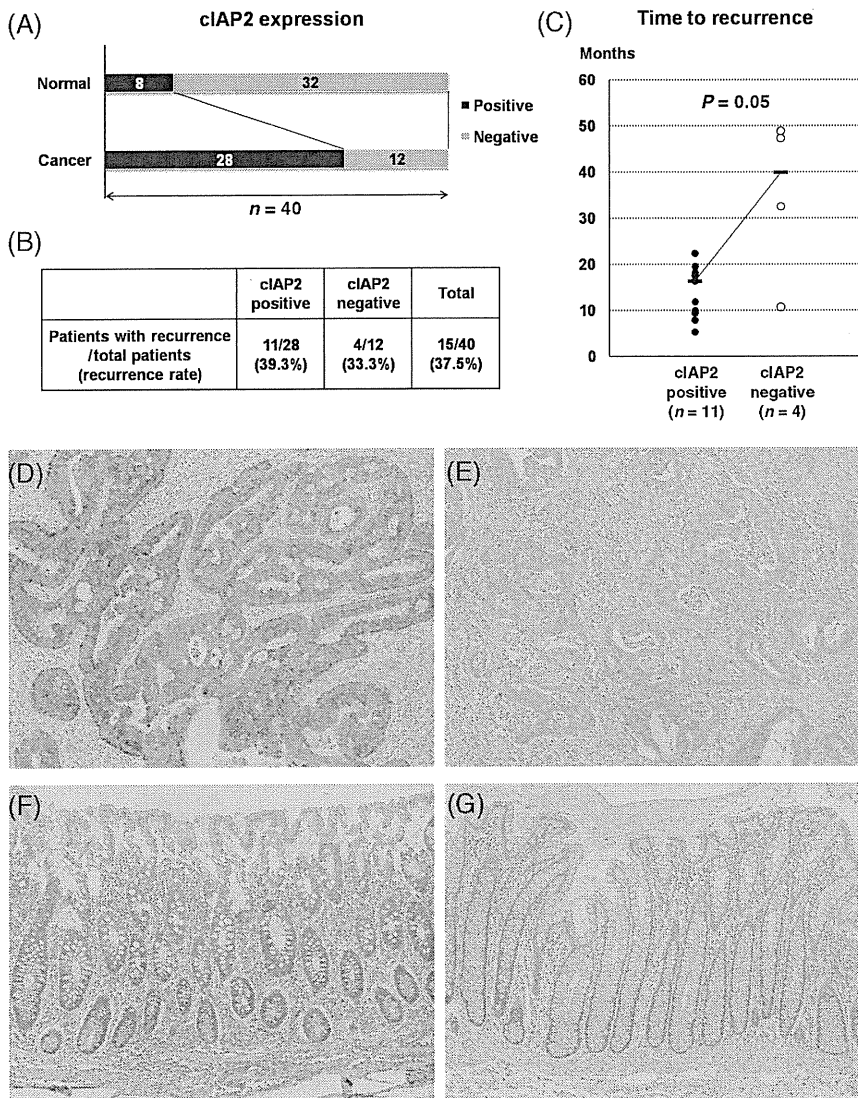 (A)
cIAP2 expression
Normal
8
32
Positive
Negative
Cancer
28
12
n = 40
(B)
cIAP2
positive
cIAP2
negative
Total
Patients with recurrence
/total patients
(recurrence rate)
11/28
(39.3%)
4/12
(33.3%)
15/40
(37.5%)
(C)
Time to recurrence
Months
60
50
40
30
20
10
0
P = 0.05
cIAP2
positive
(n = 11)
cIAP2
negative
(n = 4)
(D)
(E)
(F)
(G)